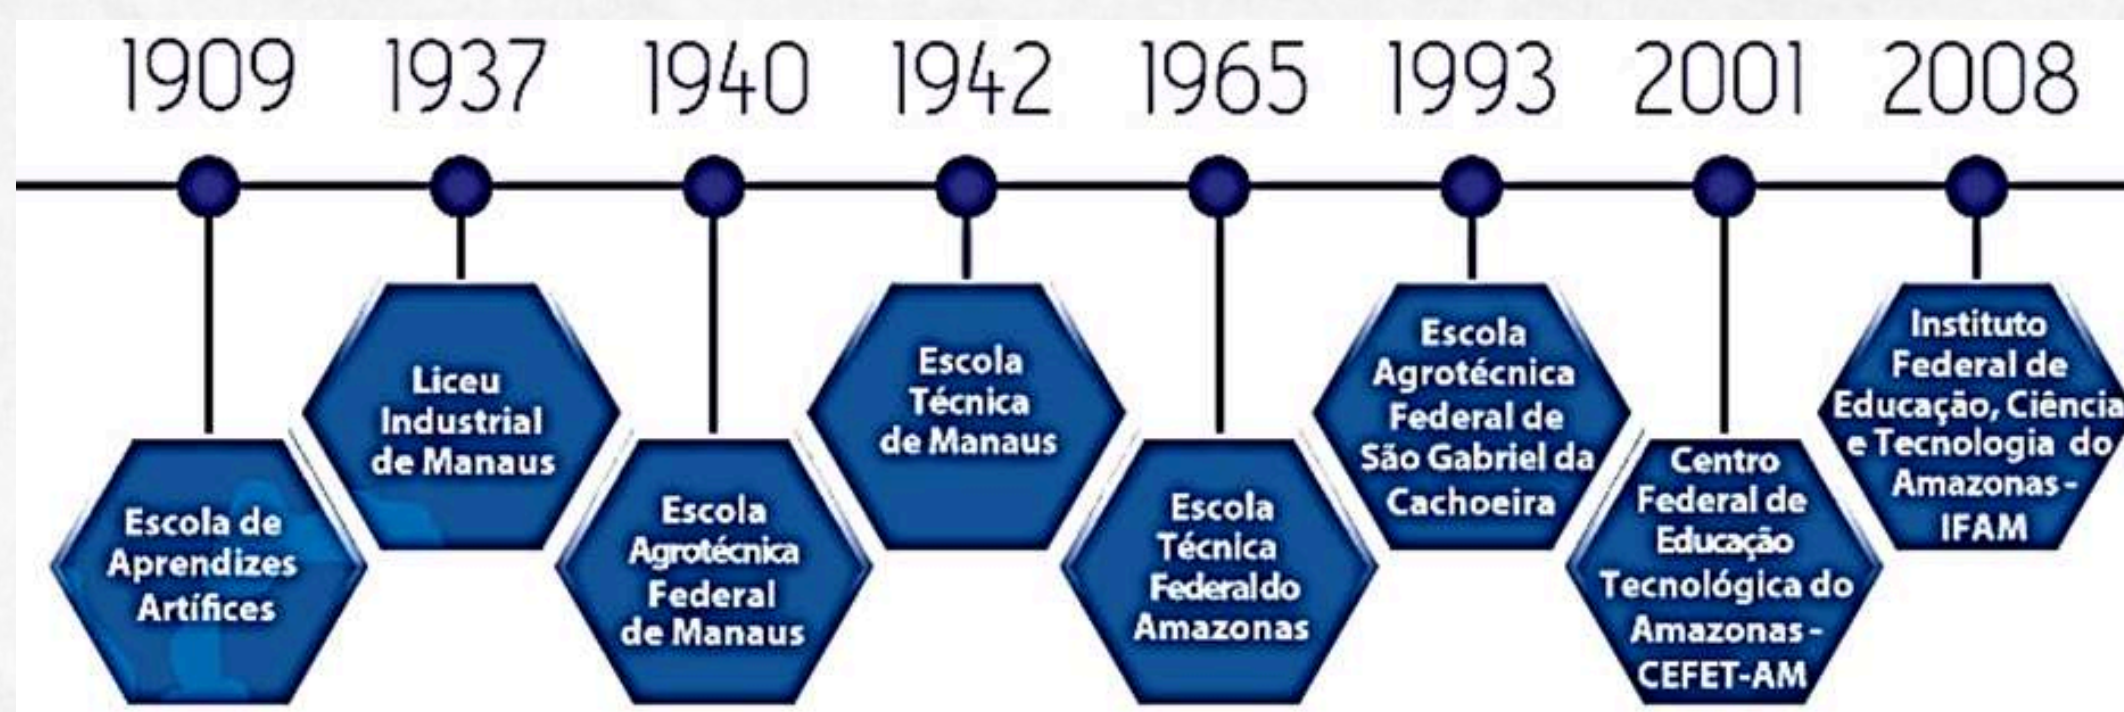 1909 1937 1940 1942 1965 1993 2001 2008
Escola de
Aprendizes
Artífices
Liceu
Industrial
de Manaus
Escola
Agrotécnica
Federal
de Manaus
Escola
Técnica
de Manaus
Escola
Técnica
Federal do
Amazonas
Escola
Agrotécnica
Federal de
São Gabriel da
Cachoeira
Centro
Federal de
Educação
Tecnológica do
Amazonas -
CEFET-AM
Instituto
Federal de
Educação, Ciência
e Tecnologia do
Amazonas -
IFAM